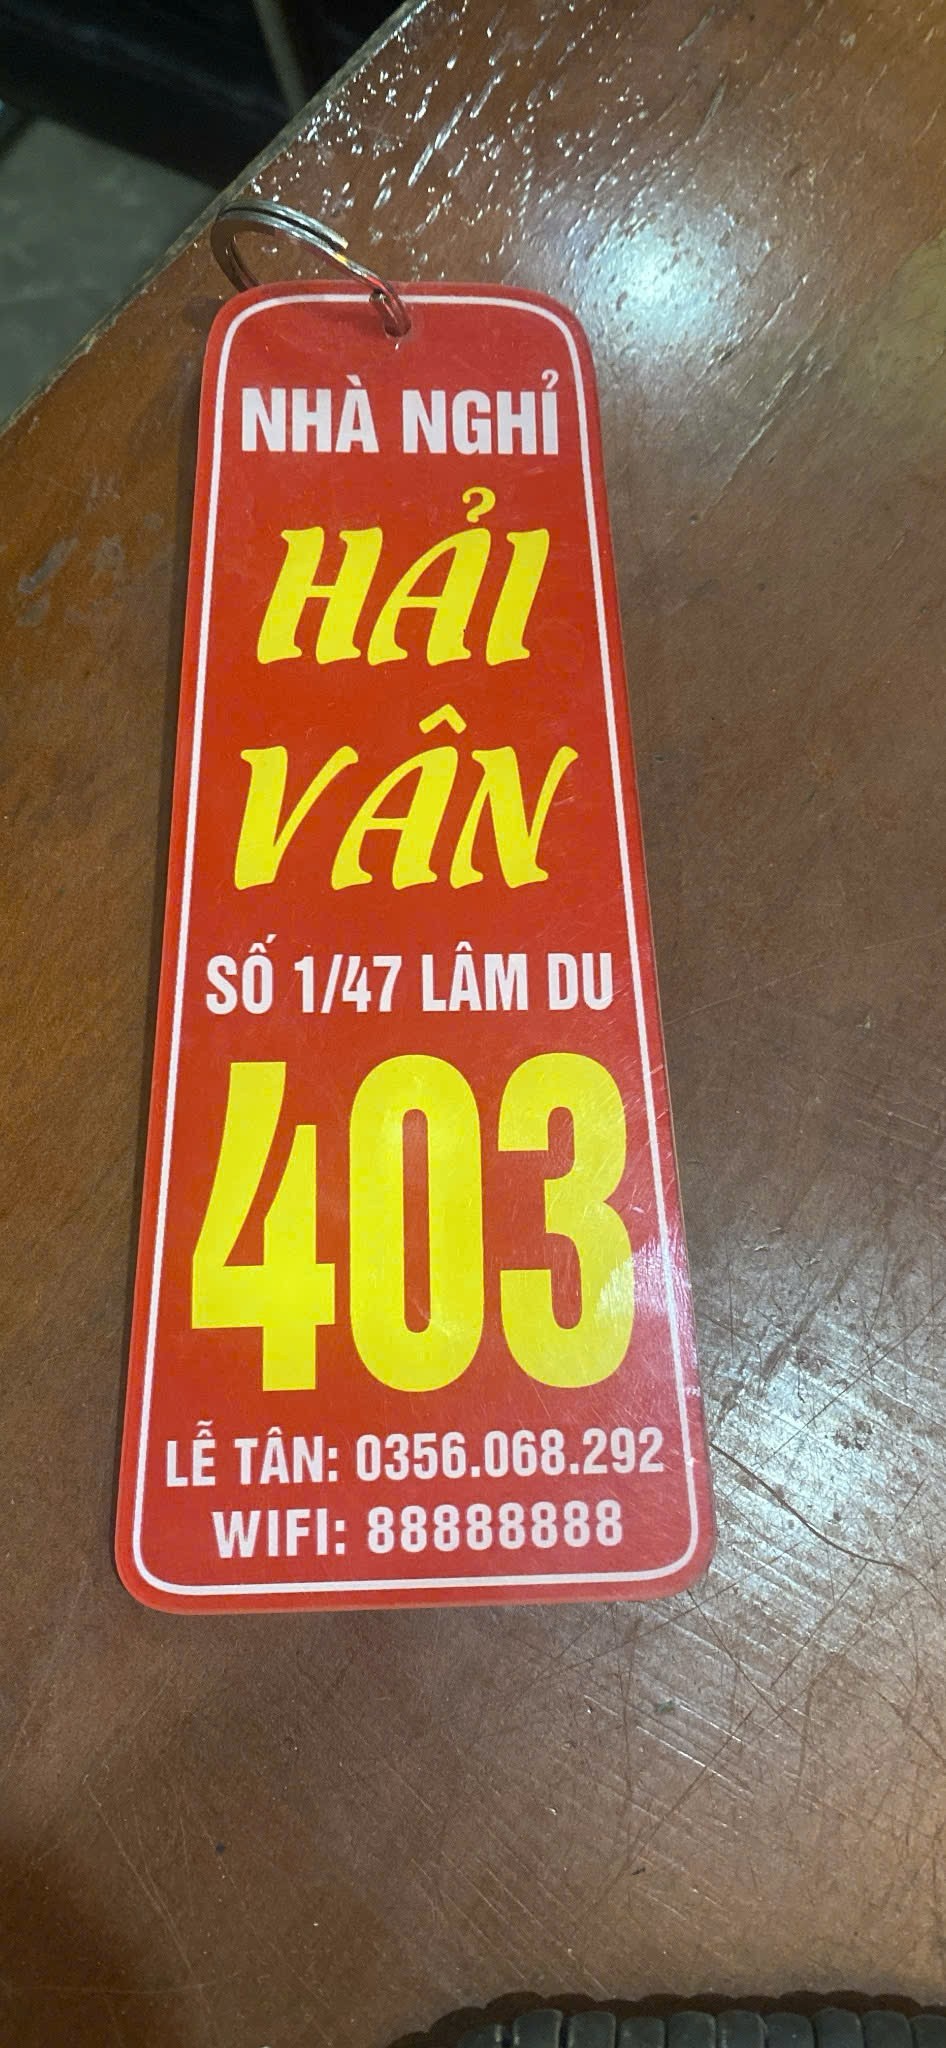 NHÀ NGHỈ
HẢI
VÂN
SỐ 1/47 LÂM DU
403
LỄ TÂN: 0356.068.292
WIFI: 88888888